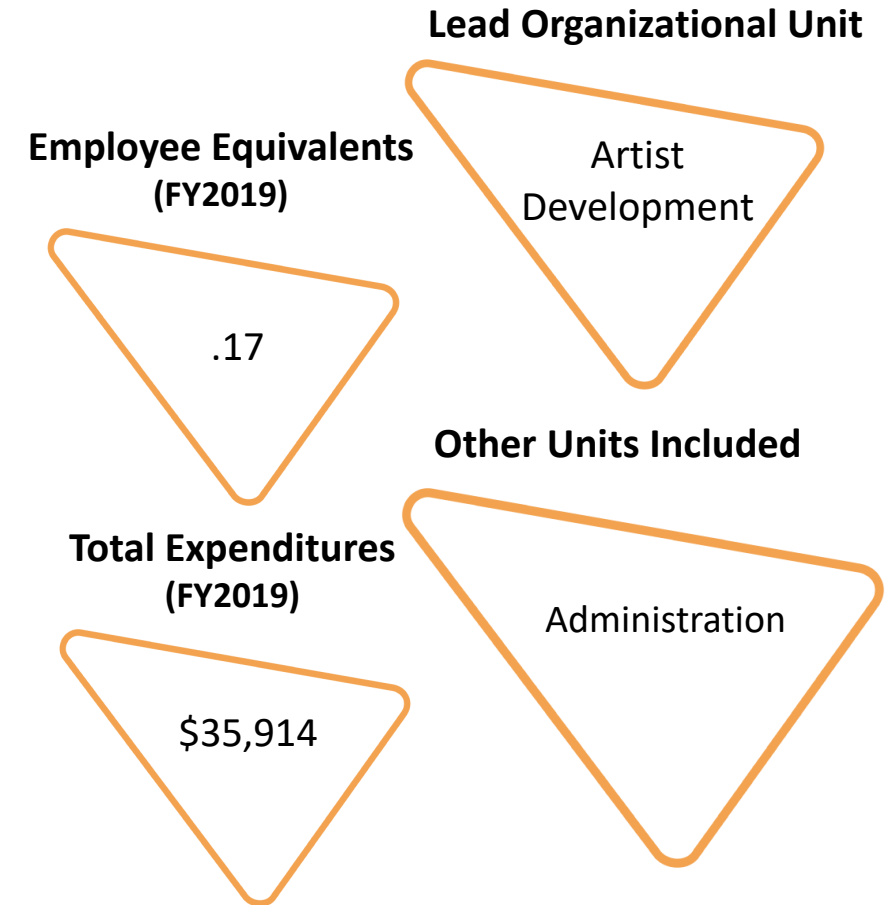 Lead Organizational Unit
Artist
Development
Employee Equivalents
(FY2019)
.17
Other Units Included
Administration
Total Expenditures
(FY2019)
$35,914